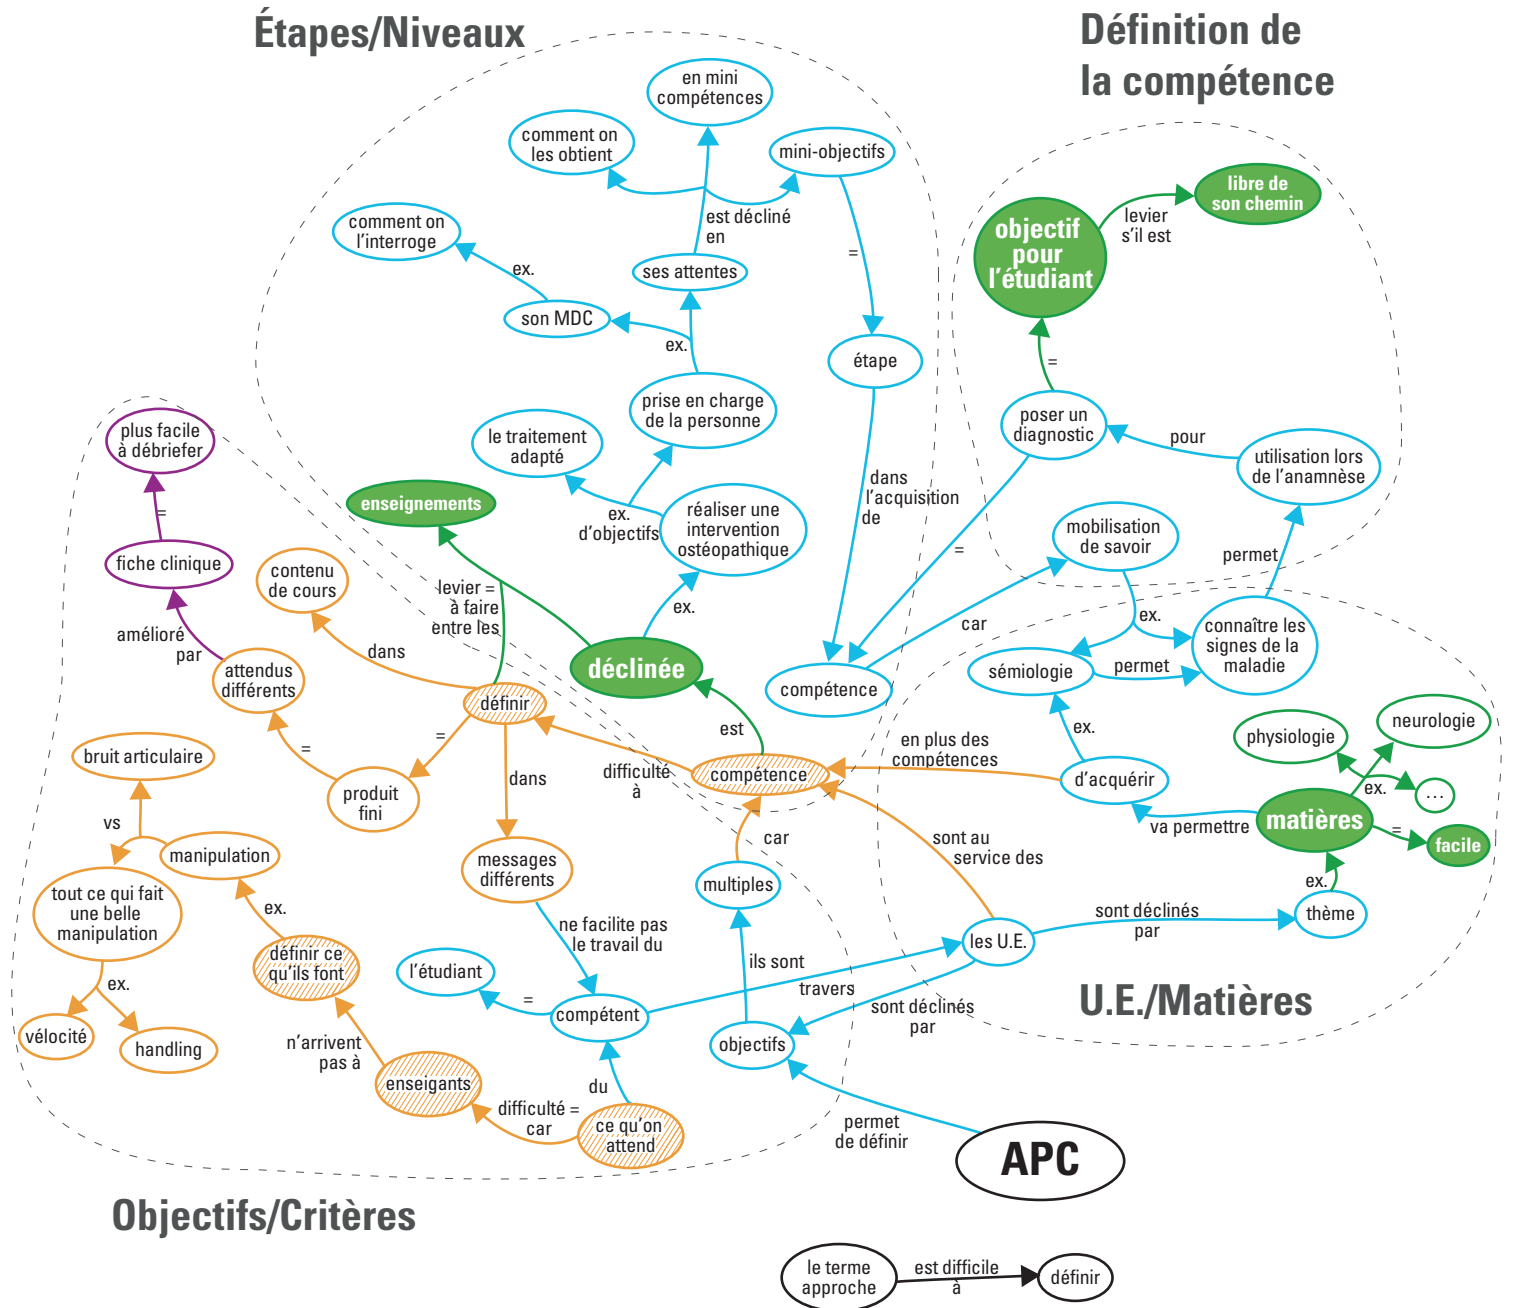 Étapes/Niveaux
Définition de
la compétence
en mini
compétences
comment on
les obtient
mini-objectifs
est décliné
en
comment on
l'interroge
ex.
ses attentes
son MDC
ex.
=
étape
prise en charge
de la personne
le traitement
adapté
ex.
d'objectifs
réaliser une
intervention
ostéopathique
dans
l'acquisition
de
enseignements
levier =
à faire
entre les
ex.
déclinée
est
compétence
objectif
pour
l'étudiant
levier
s'il est
libre de
son chemin
=
poser un
diagnostic
pour
utilisation lors
de l'anamnèse
=
mobilisation
de savoir
permet
car
ex.
connaître les
signes de la
maladie
sémiologie
permet
ex.
en plus des
compétences
d'acquérir
va permettre
physiologie
neurologie
ex.
...
matières
=
facile
ex.
thème
sont déclinés
par
sont au
service des
les U.E.
U.E./Matières
plus facile
à débriefer
=
fiche clinique
amélioré
par
contenu
de cours
dans
attendus
différents
définir
=
=
produit
fini
dans
difficulté
à
compétence
bruit articulaire
vs
manipulation
tout ce qui fait
une belle
manipulation
ex.
ex.
vélocité
handling
définir ce
qu'ils font
n'arrivent
pas à
enseigants
difficulté =
car
ce qu'on
attend
du
messages
différents
ne facilite pas
le travail du
l'étudiant
=
compétent
travers
car
multiples
ils sont
objectifs
sont déclinés
par
permet
de définir
APC
Objectifs/Critères
le terme
approche
est difficile
à
définir